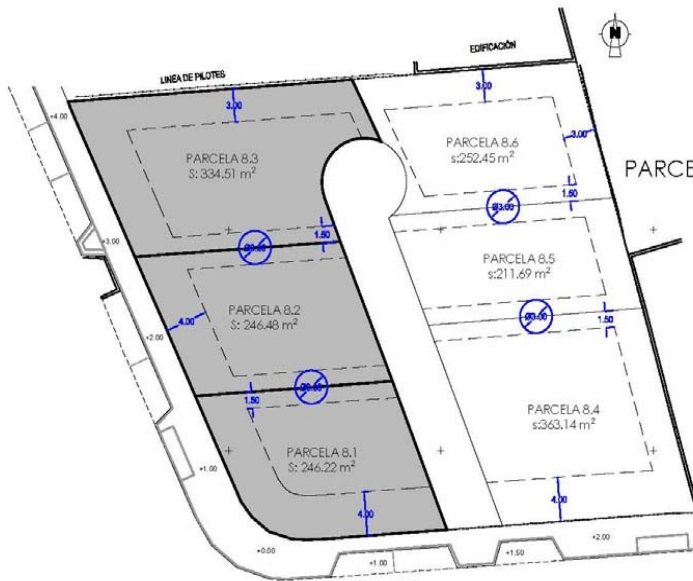 N
EDIFICACIÓN
LINEA DE PILOTES
3.00
3.00
+4.00
3.00
PARCELA 8.6
s:252.45 m²
PARCELA 8.3
S: 334.51 m²
PARCE
1.50
Ø3.00
1.50
+3.00
PARCELA 8.5
s:211.69 m²
PARCELA 8.2
S: 246.48 m²
4.00
Ø3.00
1.50
+2.00
1.50
PARCELA 8.4
s:363.14 m²
PARCELA 8.1
S: 246.22 m²
+1.00
4.00
4.00
+2.00
+0.00
+1.50
+1.00